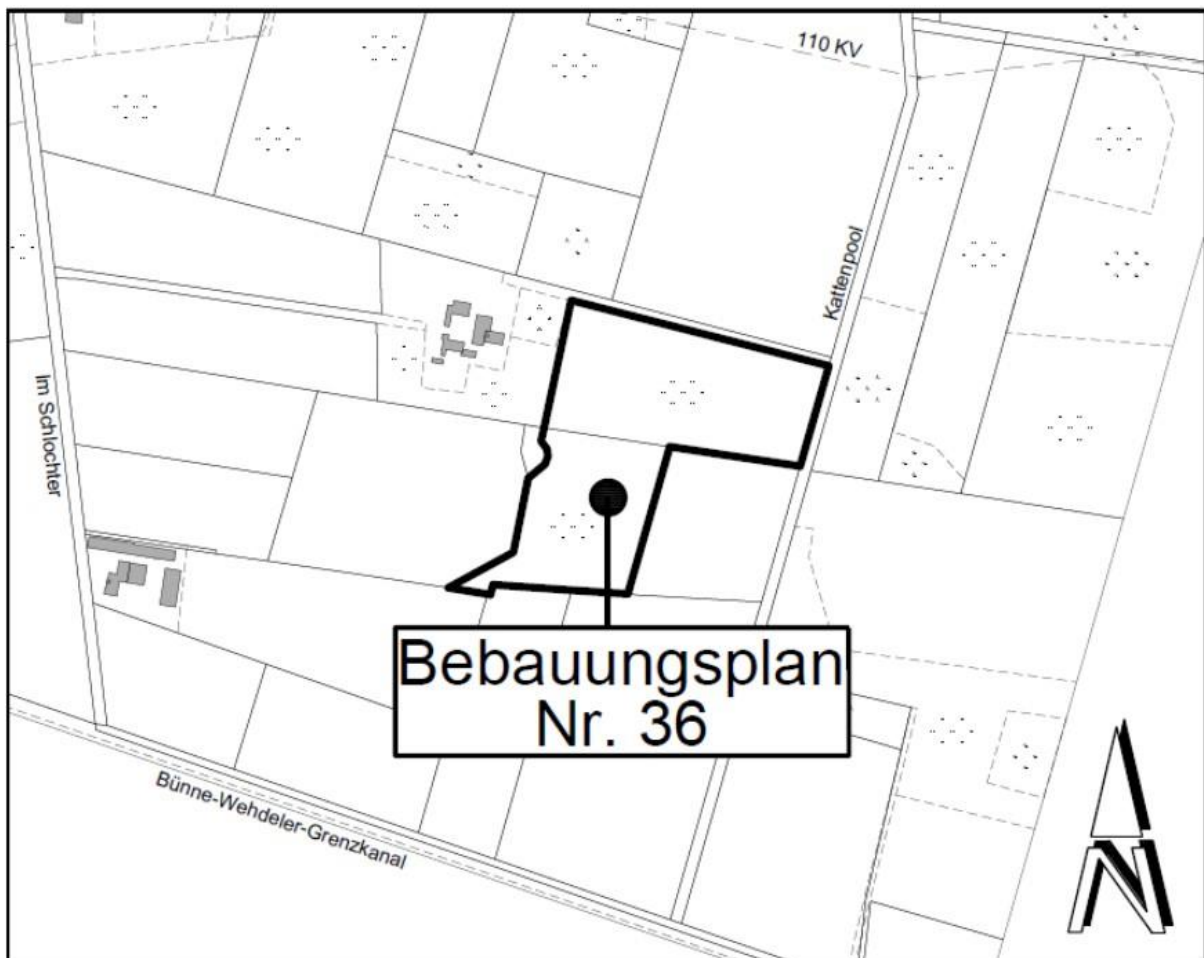 110 KV
Kattenpool
Im Schlochter
Bebauungsplan
Nr. 36
Bünne-Wehdeler-Grenzkanal
N